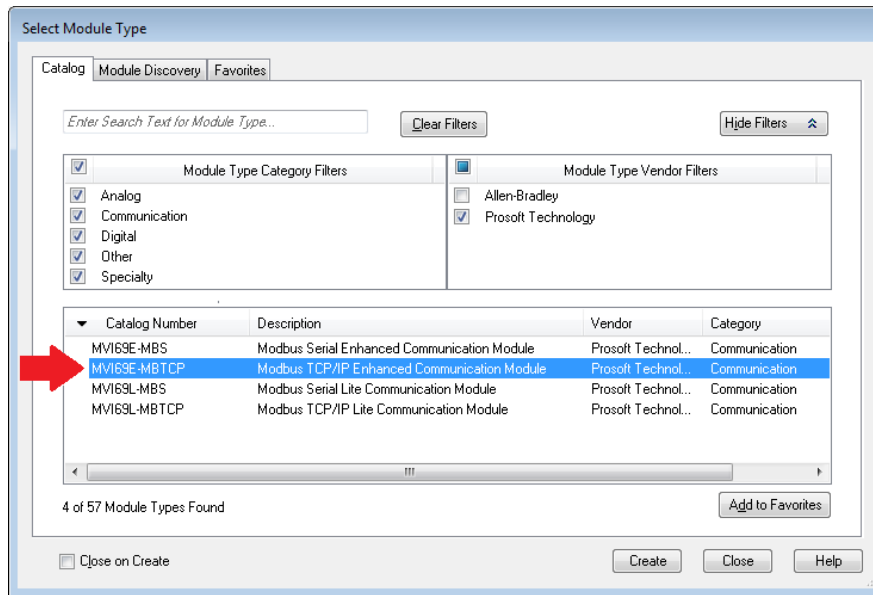 Select Module Type
Catalog Module Discovery Favorites
Enter Search Text for Module Type... Clear Filters Hide Filters
Module Type Category Filters Module Type Vendor Filters
Analog Allen-Bradley
Communication Prosoft Technology
Digital
Other
Specialty
Catalog Number Description Vendor Category
MVI69E-MBS Modbus Serial Enhanced Communication Module Prosoft Technol... Communication
MVI69E-MBTCP Modbus TCP/IP Enhanced Communication Module Prosoft Technol... Communication
MVI69L-MBS Modbus Serial Lite Communication Module Prosoft Technol... Communication
MVI69L-MBTCP Modbus TCP/IP Lite Communication Module Prosoft Technol... Communication
4 of 57 Module Types Found Add to Favorites
Close on Create Create Close Help